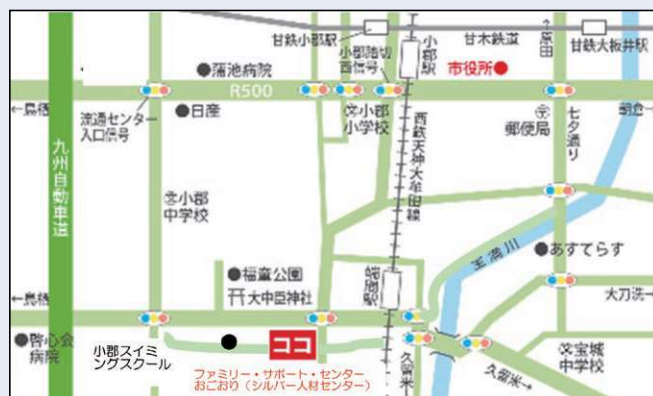 甘鉄小郡駅
小郡踏切
西信号
小郡駅
甘木鉄道
↑原田
甘鉄大板井駅
●蒲池病院
市役所●
R500
←鳥栖
流通センター
入口信号
●日産
小郡
小学校
西鉄天神大牟田線
郵便局
七夕通り
朝倉→
九州自動車道
小郡
中学校
宝満川
●あすてらす
●福童公園
大中臣神社
端間駅
←鳥栖
大刀洗→
●啓心会
病院
小郡スイミ
ングスクール
ココ
久留米←
宝城
中学校
ファミリー・サポート・センター
おごおり（シルバー人材センター）
久留米→